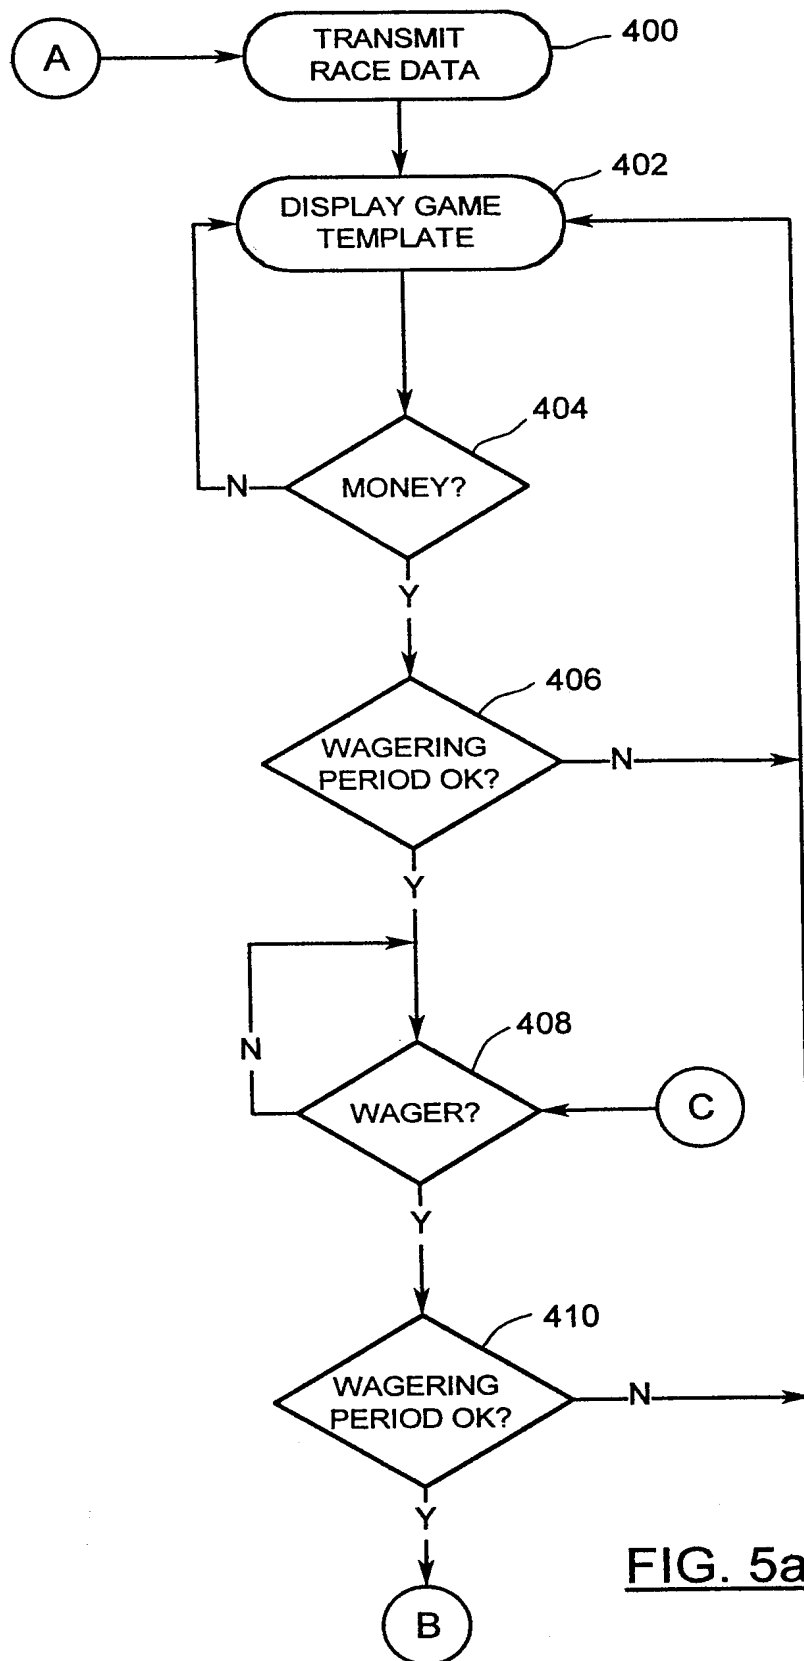 A
TRANSMIT
RACE DATA
400
DISPLAY GAME
TEMPLATE
402
404
MONEY?
N
Y
406
WAGERING
PERIOD OK?
N
Y
408
N
WAGER?
C
Y
410
WAGERING
PERIOD OK?
N
Y
B
FIG. 5a